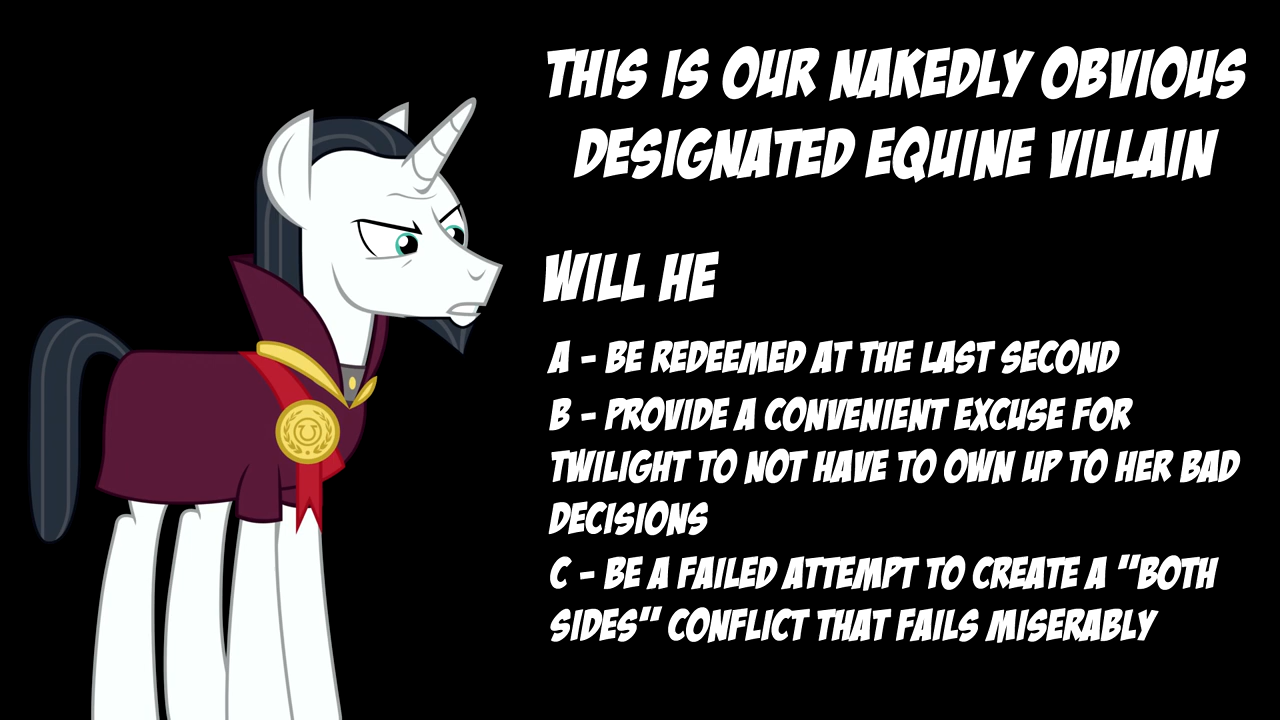 THIS IS OUR NAKEDLY OBVIOUS
DESIGNATED EQUINE VILLAIN
WILL HE
A - BE REDEEMED AT THE LAST SECOND
B - PROVIDE A CONVENIENT EXCUSE FOR
TWILIGHT TO NOT HAVE TO OWN UP TO HER BAD
DECISIONS
C - BE A FAILED ATTEMPT TO CREATE A "BOTH
SIDES" CONFLICT THAT FAILS MISERABLY